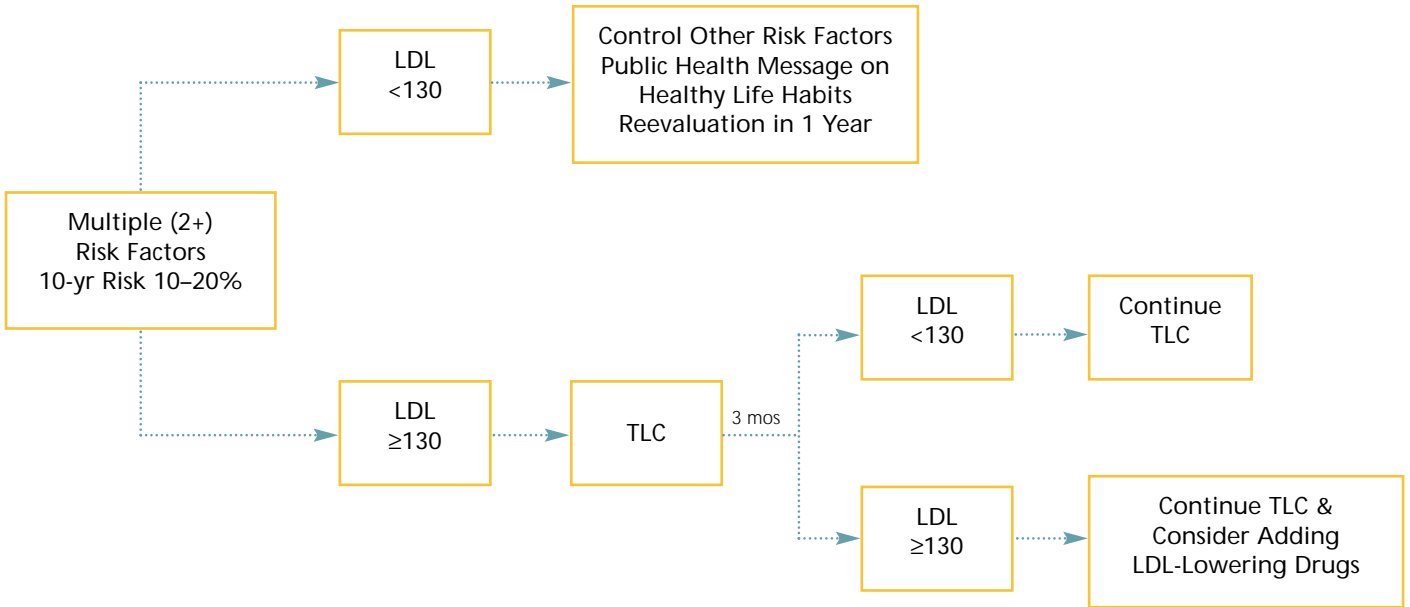 LDL
<130
Control Other Risk Factors
Public Health Message on
Healthy Life Habits
Reevaluation in 1 Year
Multiple (2+)
Risk Factors
10-yr Risk 10–20%
LDL
≥130
TLC
3 mos
LDL
<130
Continue
TLC
LDL
≥130
Continue TLC &
Consider Adding
LDL-Lowering Drugs